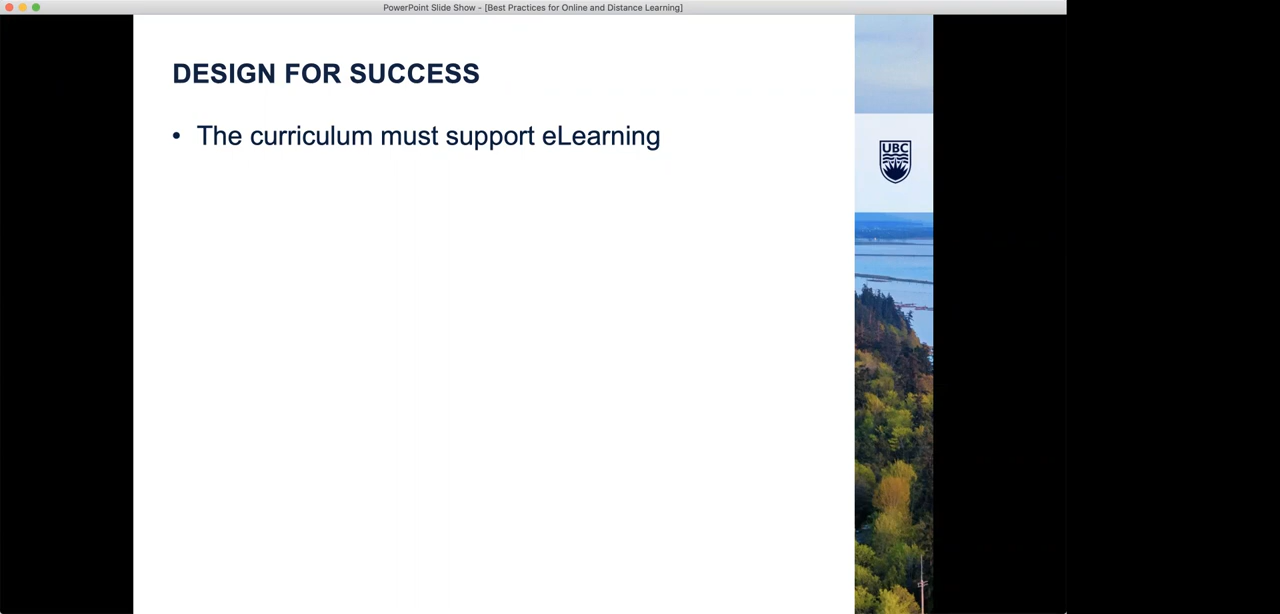 PowerPoint Slide Show - [Best Practices for Online and Distance Learning]
DESIGN FOR SUCCESS
• The curriculum must support eLearning
UBC